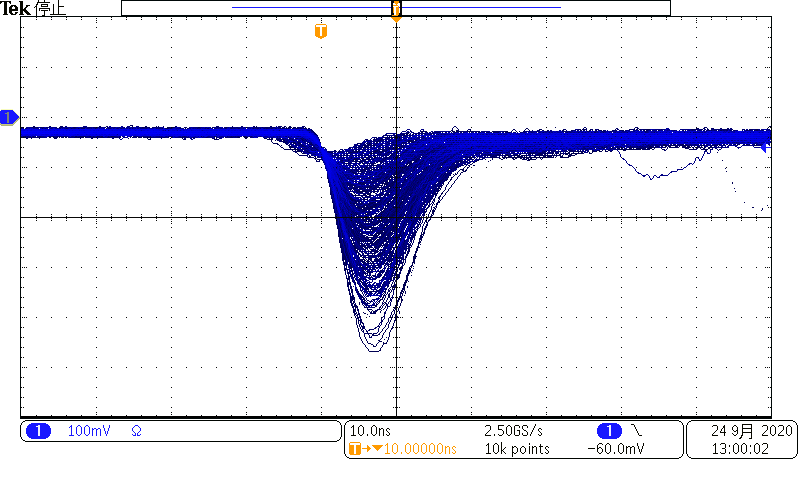 Tek 停止
T
T
1
1 100mV Ω
10.0ns 2.50GS/s 1
T→▼10.00000ns 10k points -60.0mV
24 9月 2020
13:00:02